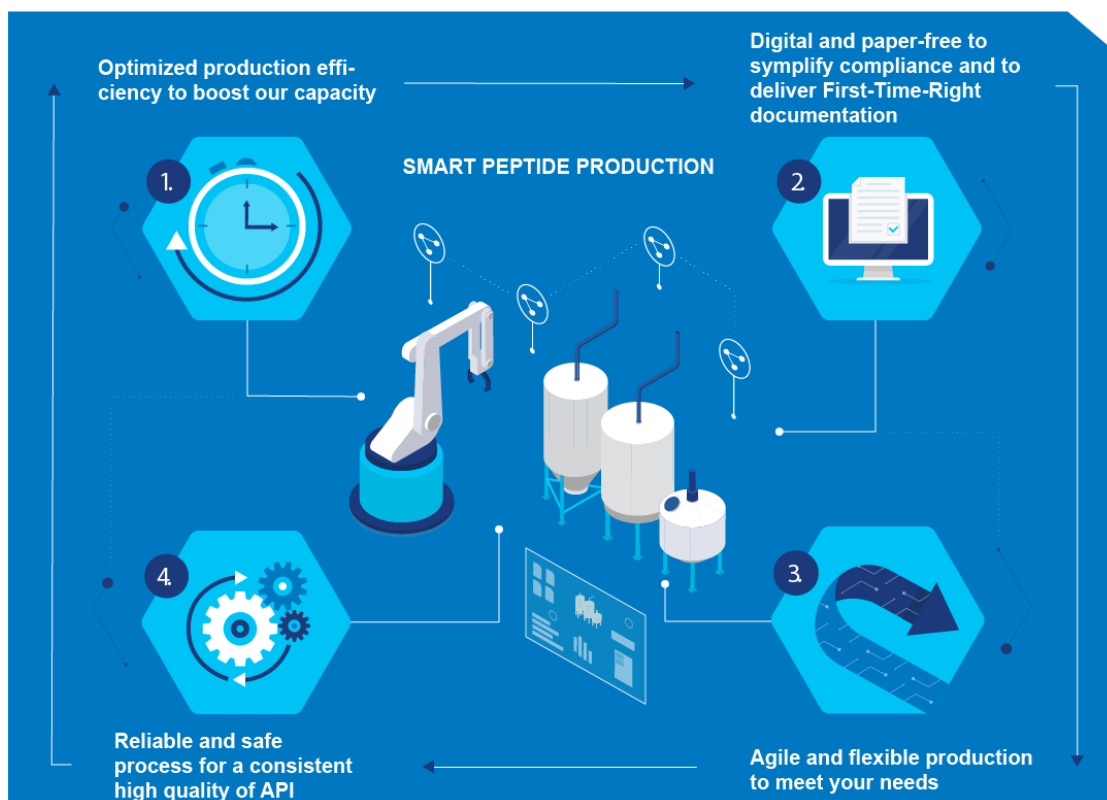 Optimized production effi-
ciency to boost our capacity
Digital and paper-free to
symplify compliance and to
deliver First-Time-Right
documentation
SMART PEPTIDE PRODUCTION
1.
2.
4.
3.
Reliable and safe
process for a consistent
high quality of API
Agile and flexible production
to meet your needs